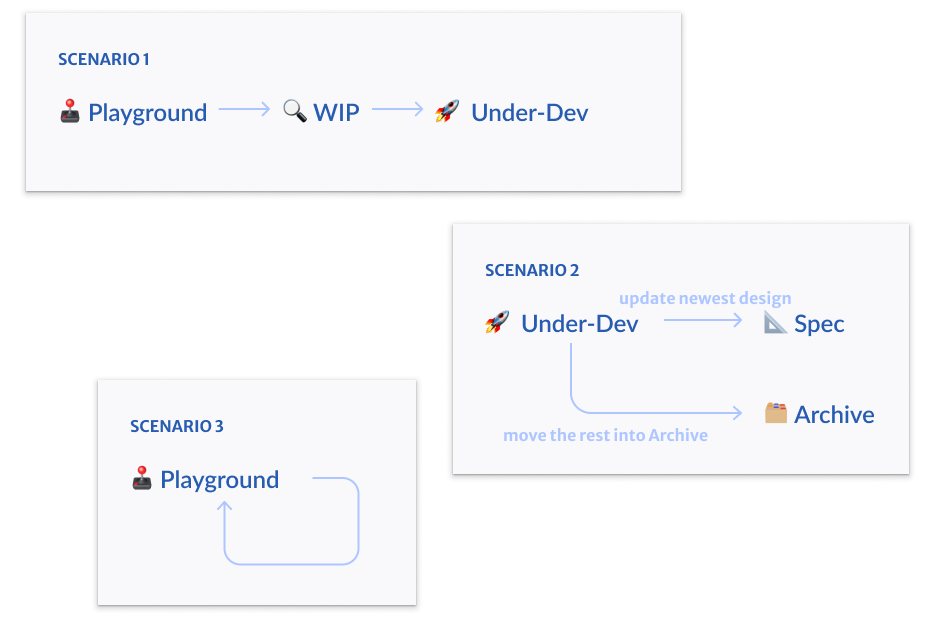 SCENARIO 1
Playground WIP Under-Dev
SCENARIO 2
update newest design
Under-Dev Spec
Archive
move the rest into Archive
SCENARIO 3
Playground